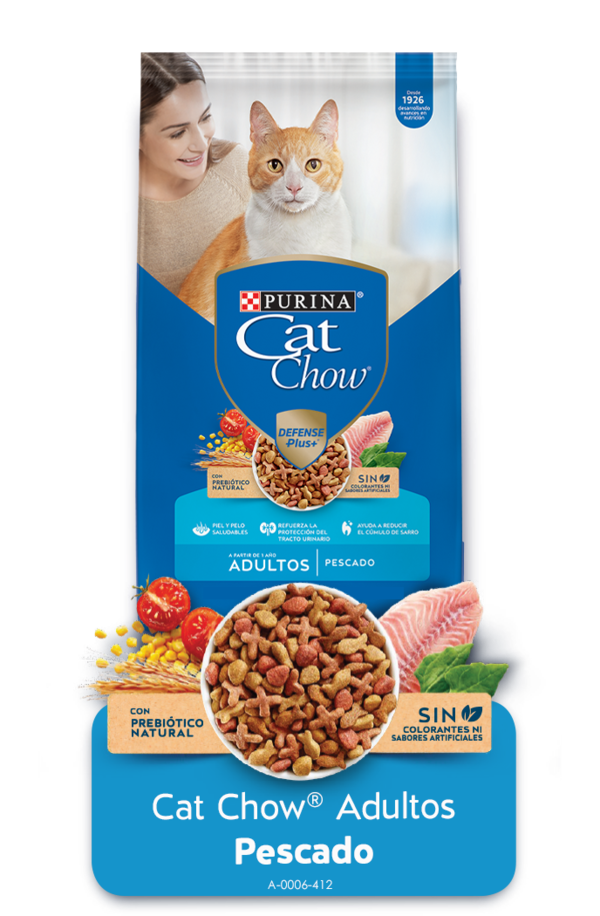 Desde
1926
desarrollando
avances en
nutrición
PURINA®
Cat
Chow®
DEFENSE
Plus+
CON
PREBIÓTICO
NATURAL
SIN
COLORANTES NI
SABORES ARTIFICIALES
PIEL Y PELO
SALUDABLES
REFUERZA LA
PROTECCIÓN DEL
TRACTO URINARIO
AYUDA A REDUCIR
EL CÚMULO DE SARRO
A PARTIR DE 1 AÑO
ADULTOS | PESCADO
CON
PREBIÓTICO
NATURAL
SIN
COLORANTES NI
SABORES ARTIFICIALES
Cat Chow® Adultos
Pescado
A-0006-412